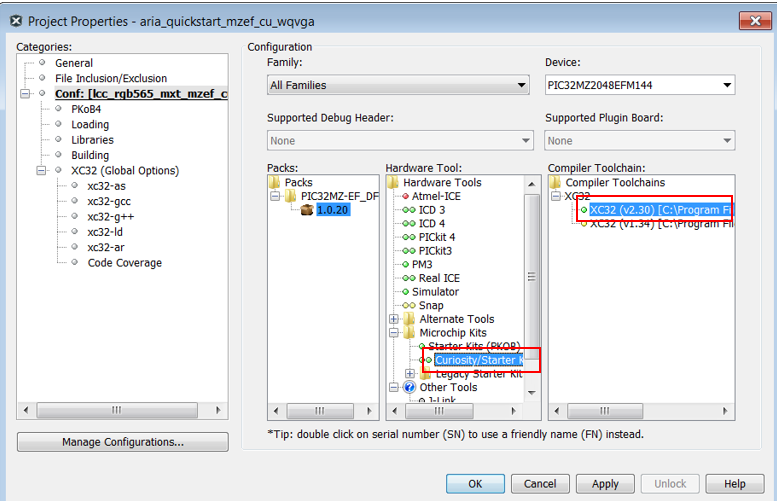 Project Properties - aria_quickstart_mzef_cu_wqvga
Categories:
General
File Inclusion/Exclusion
Conf: [lcc_rgb565_mxt_mzef_c
PKoB4
Loading
Libraries
Building
XC32 (Global Options)
xc32-as
xc32-gcc
xc32-g++
xc32-ld
xc32-ar
Code Coverage
Manage Configurations...
Configuration
Family:
All Families
Device:
PIC32MZ2048EFM144
Supported Debug Header:
None
Supported Plugin Board:
None
Packs:
Packs
PIC32MZ-EF_DF
1.0.20
Hardware Tool:
Hardware Tools
Atmel-ICE
ICD 3
ICD 4
PICkit 4
PICkit3
PM3
Real ICE
Simulator
Snap
Alternate Tools
Microchip Kits
Starter Kits (PKOB)
Curiosity/Starter K
Legacy Starter Kit
Other Tools
J-Link
Compiler Toolchain:
Compiler Toolchains
XC32
XC32 (v2.30) [C:\Program Fi
XC32 (v1.34) [C:\Program Fi
*Tip: double click on serial number (SN) to use a friendly name (FN) instead.
OK
Cancel
Apply
Unlock
Help